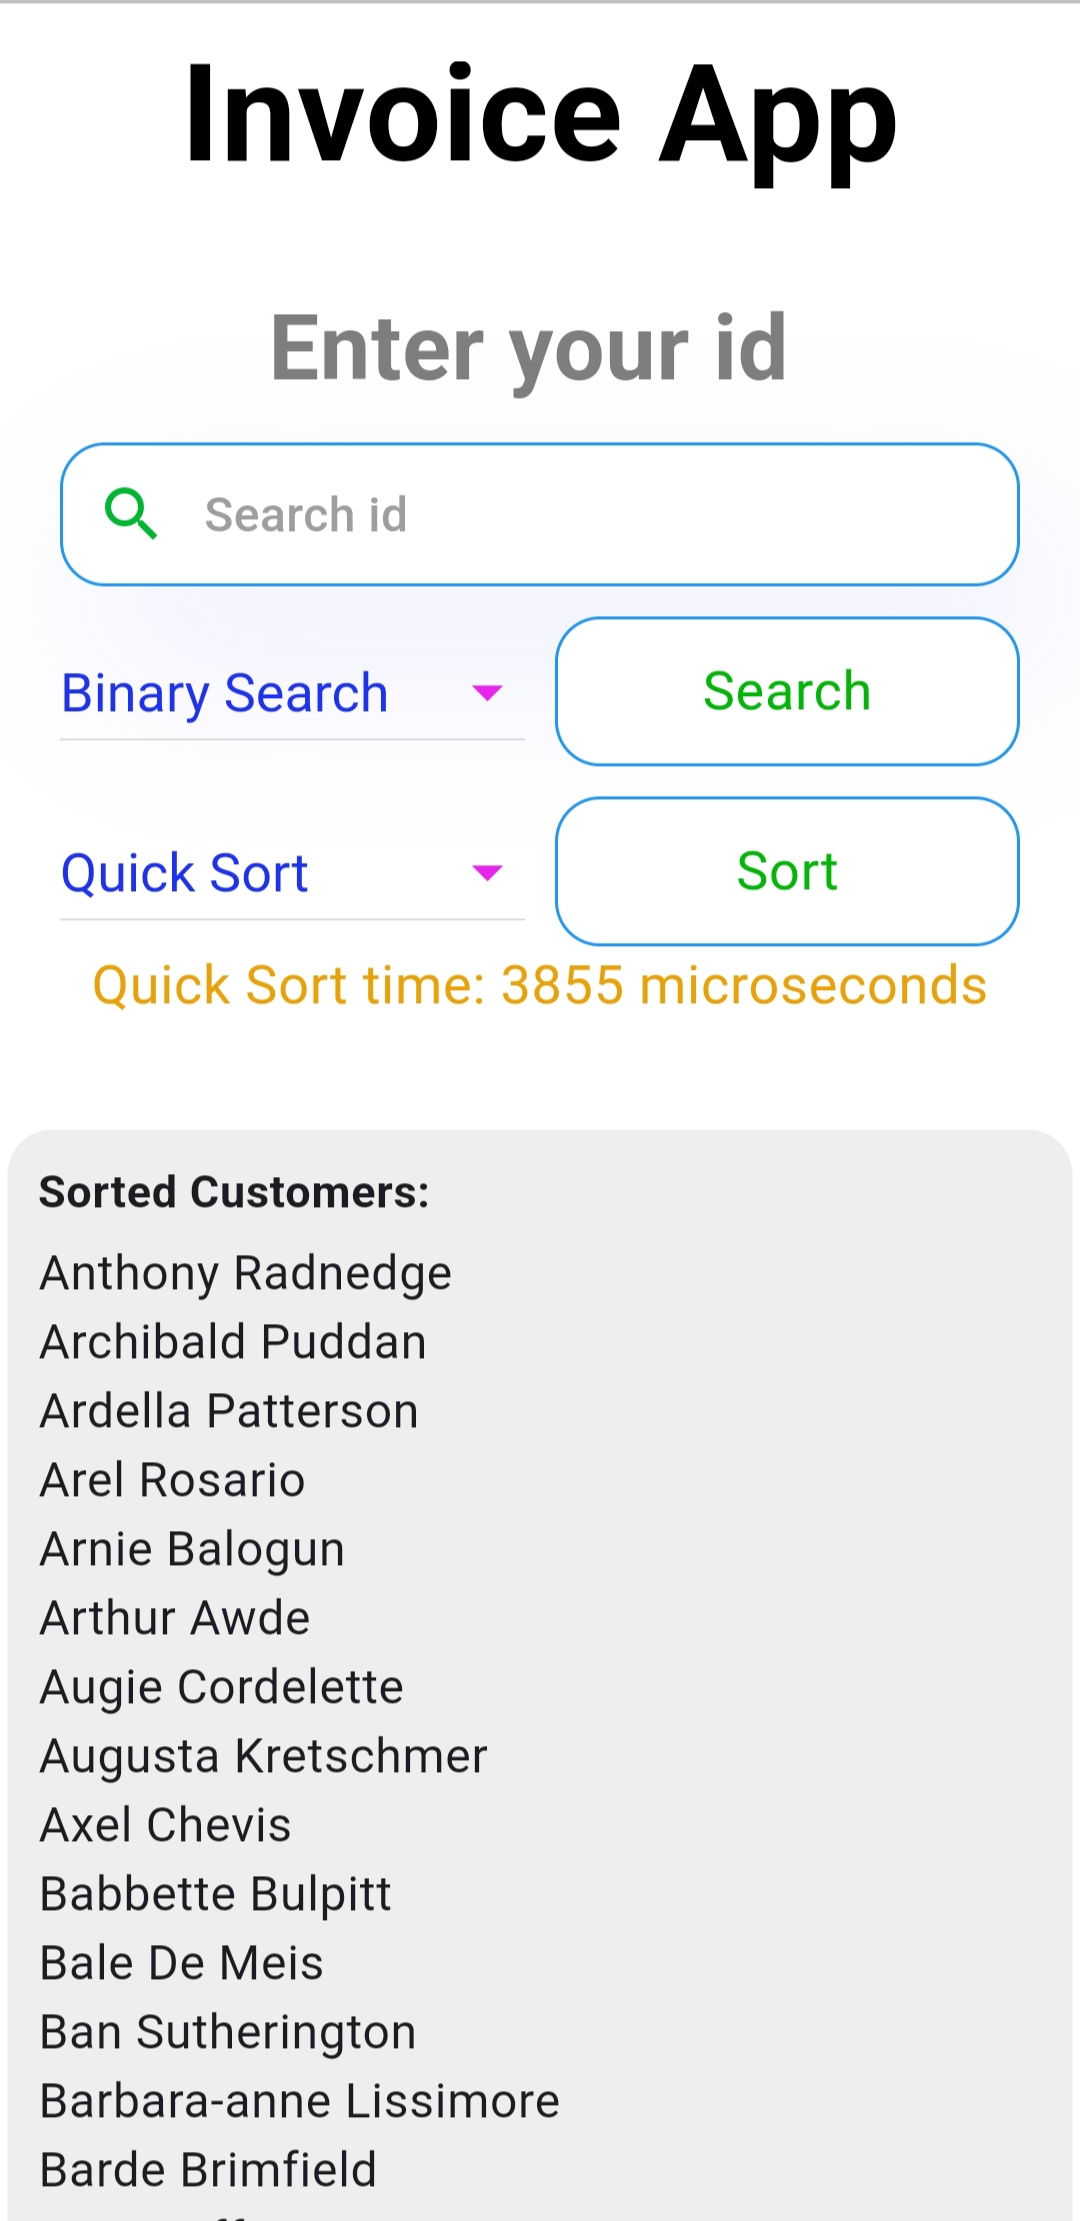 Invoice App
Enter your id
Search id
Binary Search
Search
Quick Sort
Sort
Quick Sort time: 3855 microseconds
Sorted Customers:
Anthony Radnedge
Archibald Puddan
Ardella Patterson
Arel Rosario
Arnie Balogun
Arthur Awde
Augie Cordelette
Augusta Kretschmer
Axel Chevis
Babbette Bulpitt
Bale De Meis
Ban Sutherington
Barbara-anne Lissimore
Barde Brimfield